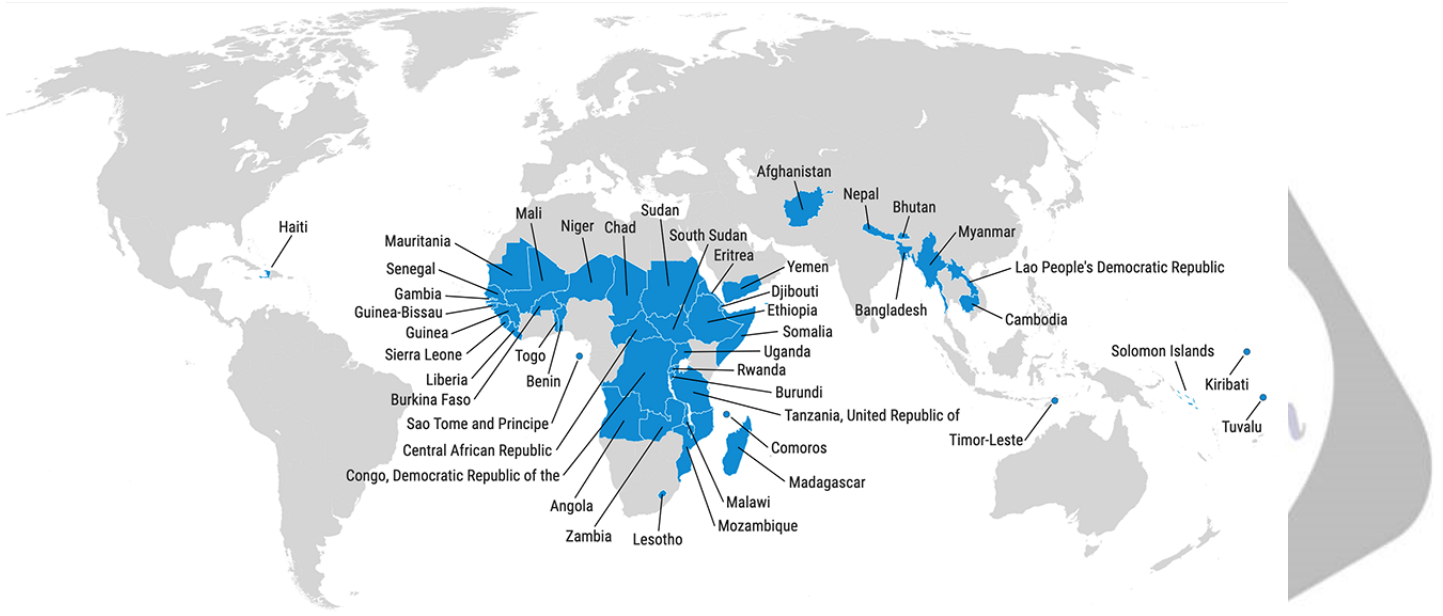 Afghanistan
Nepal
Bhutan
Sudan
Mali
Niger
Chad
Haiti
South Sudan
Myanmar
Mauritania
Eritrea
Yemen
Senegal
Lao People's Democratic Republic
Gambia
Djibouti
Guinea-Bissau
Ethiopia
Bangladesh
Cambodia
Guinea
Somalia
Sierra Leone
Togo
Uganda
Solomon Islands
Rwanda
Liberia
Benin
Kiribati
Burundi
Burkina Faso
Tanzania, United Republic of
Sao Tome and Principe
Tuvalu
Timor-Leste
Central African Republic
Comoros
Congo, Democratic Republic of the
Madagascar
Angola
Malawi
Mozambique
Zambia
Lesotho